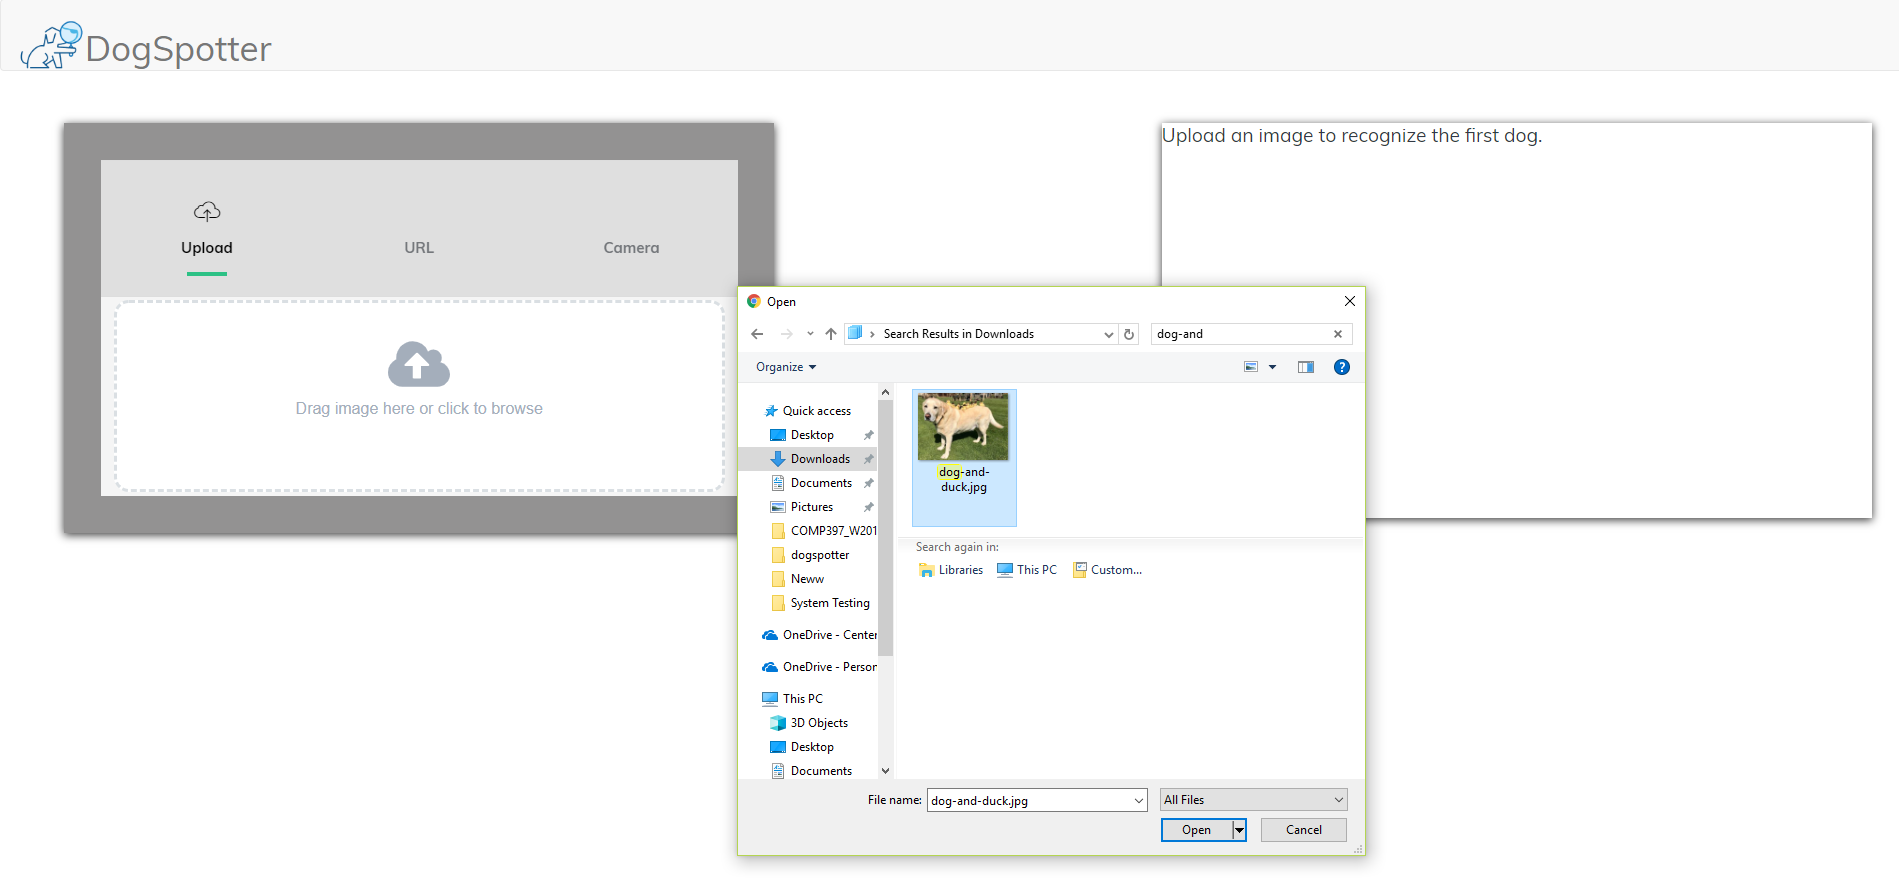 DogSpotter
Upload an image to recognize the first dog.
Upload
URL
Camera
Drag image here or click to browse
Open
Search Results in Downloads
dog-and
Organize
Quick access
Desktop
Downloads
Documents
Pictures
COMP397_W201
dogspotter
Neww
System Testing
OneDrive - Center
OneDrive - Person
This PC
3D Objects
Desktop
Documents
dog-and-
duck.jpg
Search again in:
Libraries
This PC
Custom...
File name:
dog-and-duck.jpg
All Files
Open
Cancel